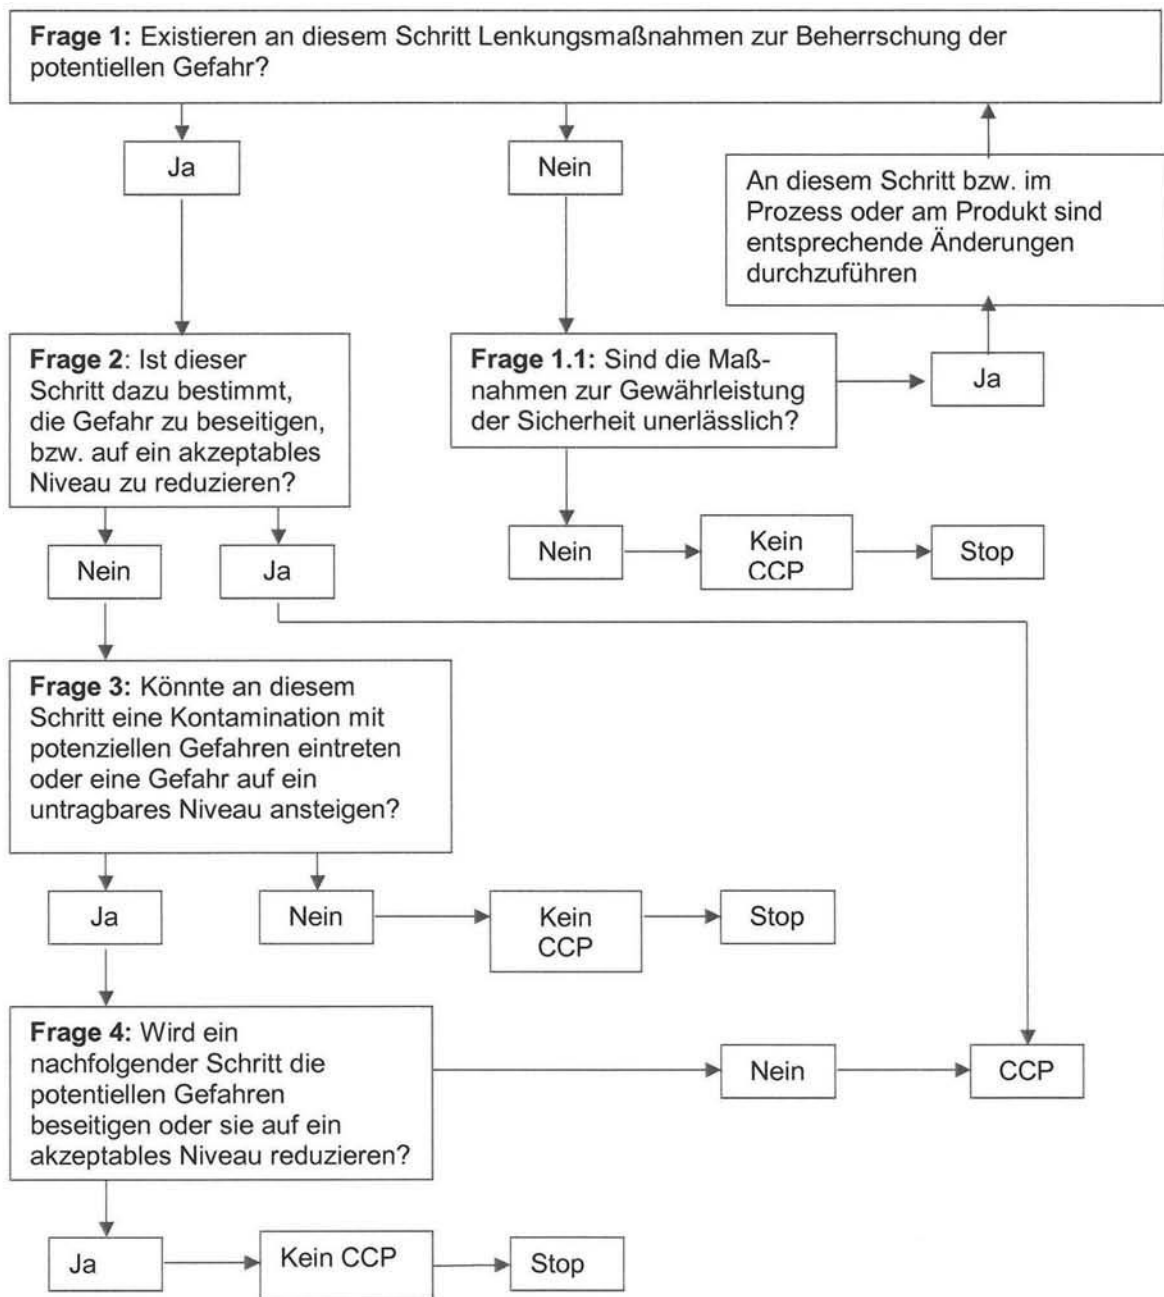 Frage 1: Existieren an diesem Schritt Lenkungsmaßnahmen zur Beherrschung der
potentiellen Gefahr?
Ja
Nein
An diesem Schritt bzw. im
Prozess oder am Produkt sind
entsprechende Änderungen
durchzuführen
Frage 2: Ist dieser
Schritt dazu bestimmt,
die Gefahr zu beseitigen,
bzw. auf ein akzeptables
Niveau zu reduzieren?
Frage 1.1: Sind die Maß-
nahmen zur Gewährleistung
der Sicherheit unerlässlich?
Ja
Nein
Kein
CCP
Stop
Nein
Ja
Frage 3: Könnte an diesem
Schritt eine Kontamination mit
potenziellen Gefahren eintreten
oder eine Gefahr auf ein
untragbares Niveau ansteigen?
Ja
Nein
Kein
CCP
Stop
Frage 4: Wird ein
nachfolgender Schritt die
potentiellen Gefahren
beseitigen oder sie auf ein
akzeptables Niveau reduzieren?
Nein
CCP
Ja
Kein CCP
Stop